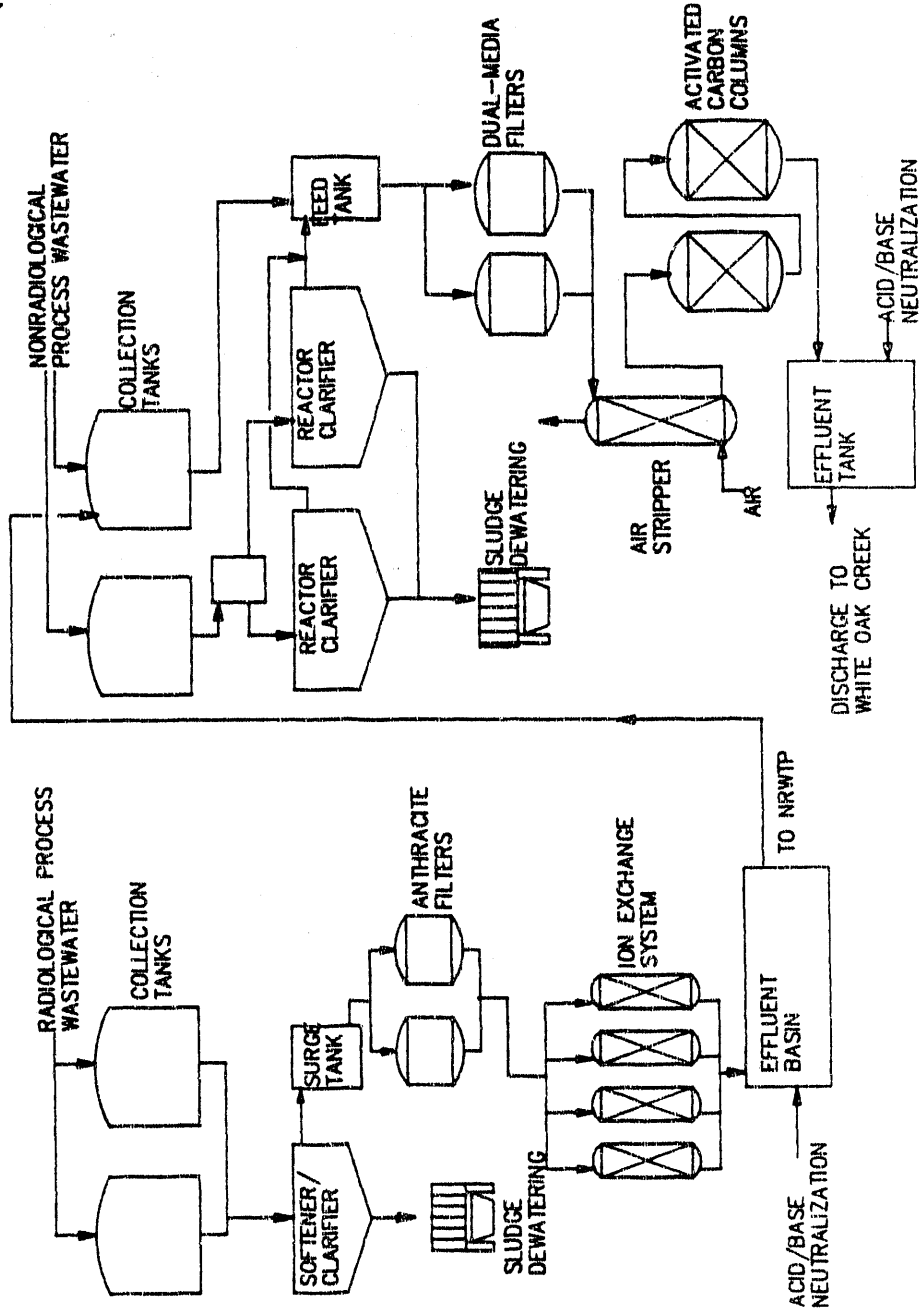 RADIOLOGICAL PROCESS
WASTEWATER
COLLECTION
TANKS
SOFTENER/
CLARIFIER
SURGE
TANK
SLUDGE
DEWATERING
ANTHRACITE
FILTERS
ION EXCHANGE
SYSTEM
ACID/BASE
NEUTRALIZATION
EFFLUENT
BASIN
TO NRWTP
NONRADIOLOGICAL
PROCESS WASTEWATER
COLLECTION
TANKS
REACTOR
CLARIFIER
REACTOR
CLARIFIER
FEED
TANK
SLUDGE
DEWATERING
DUAL-MEDIA
FILTERS
AIR
STRIPPER
AIR
ACTIVATED
CARBON
COLUMNS
EFFLUENT
TANK
ACID/BASE
NEUTRALIZATION
DISCHARGE TO
WHITE OAK CREEK